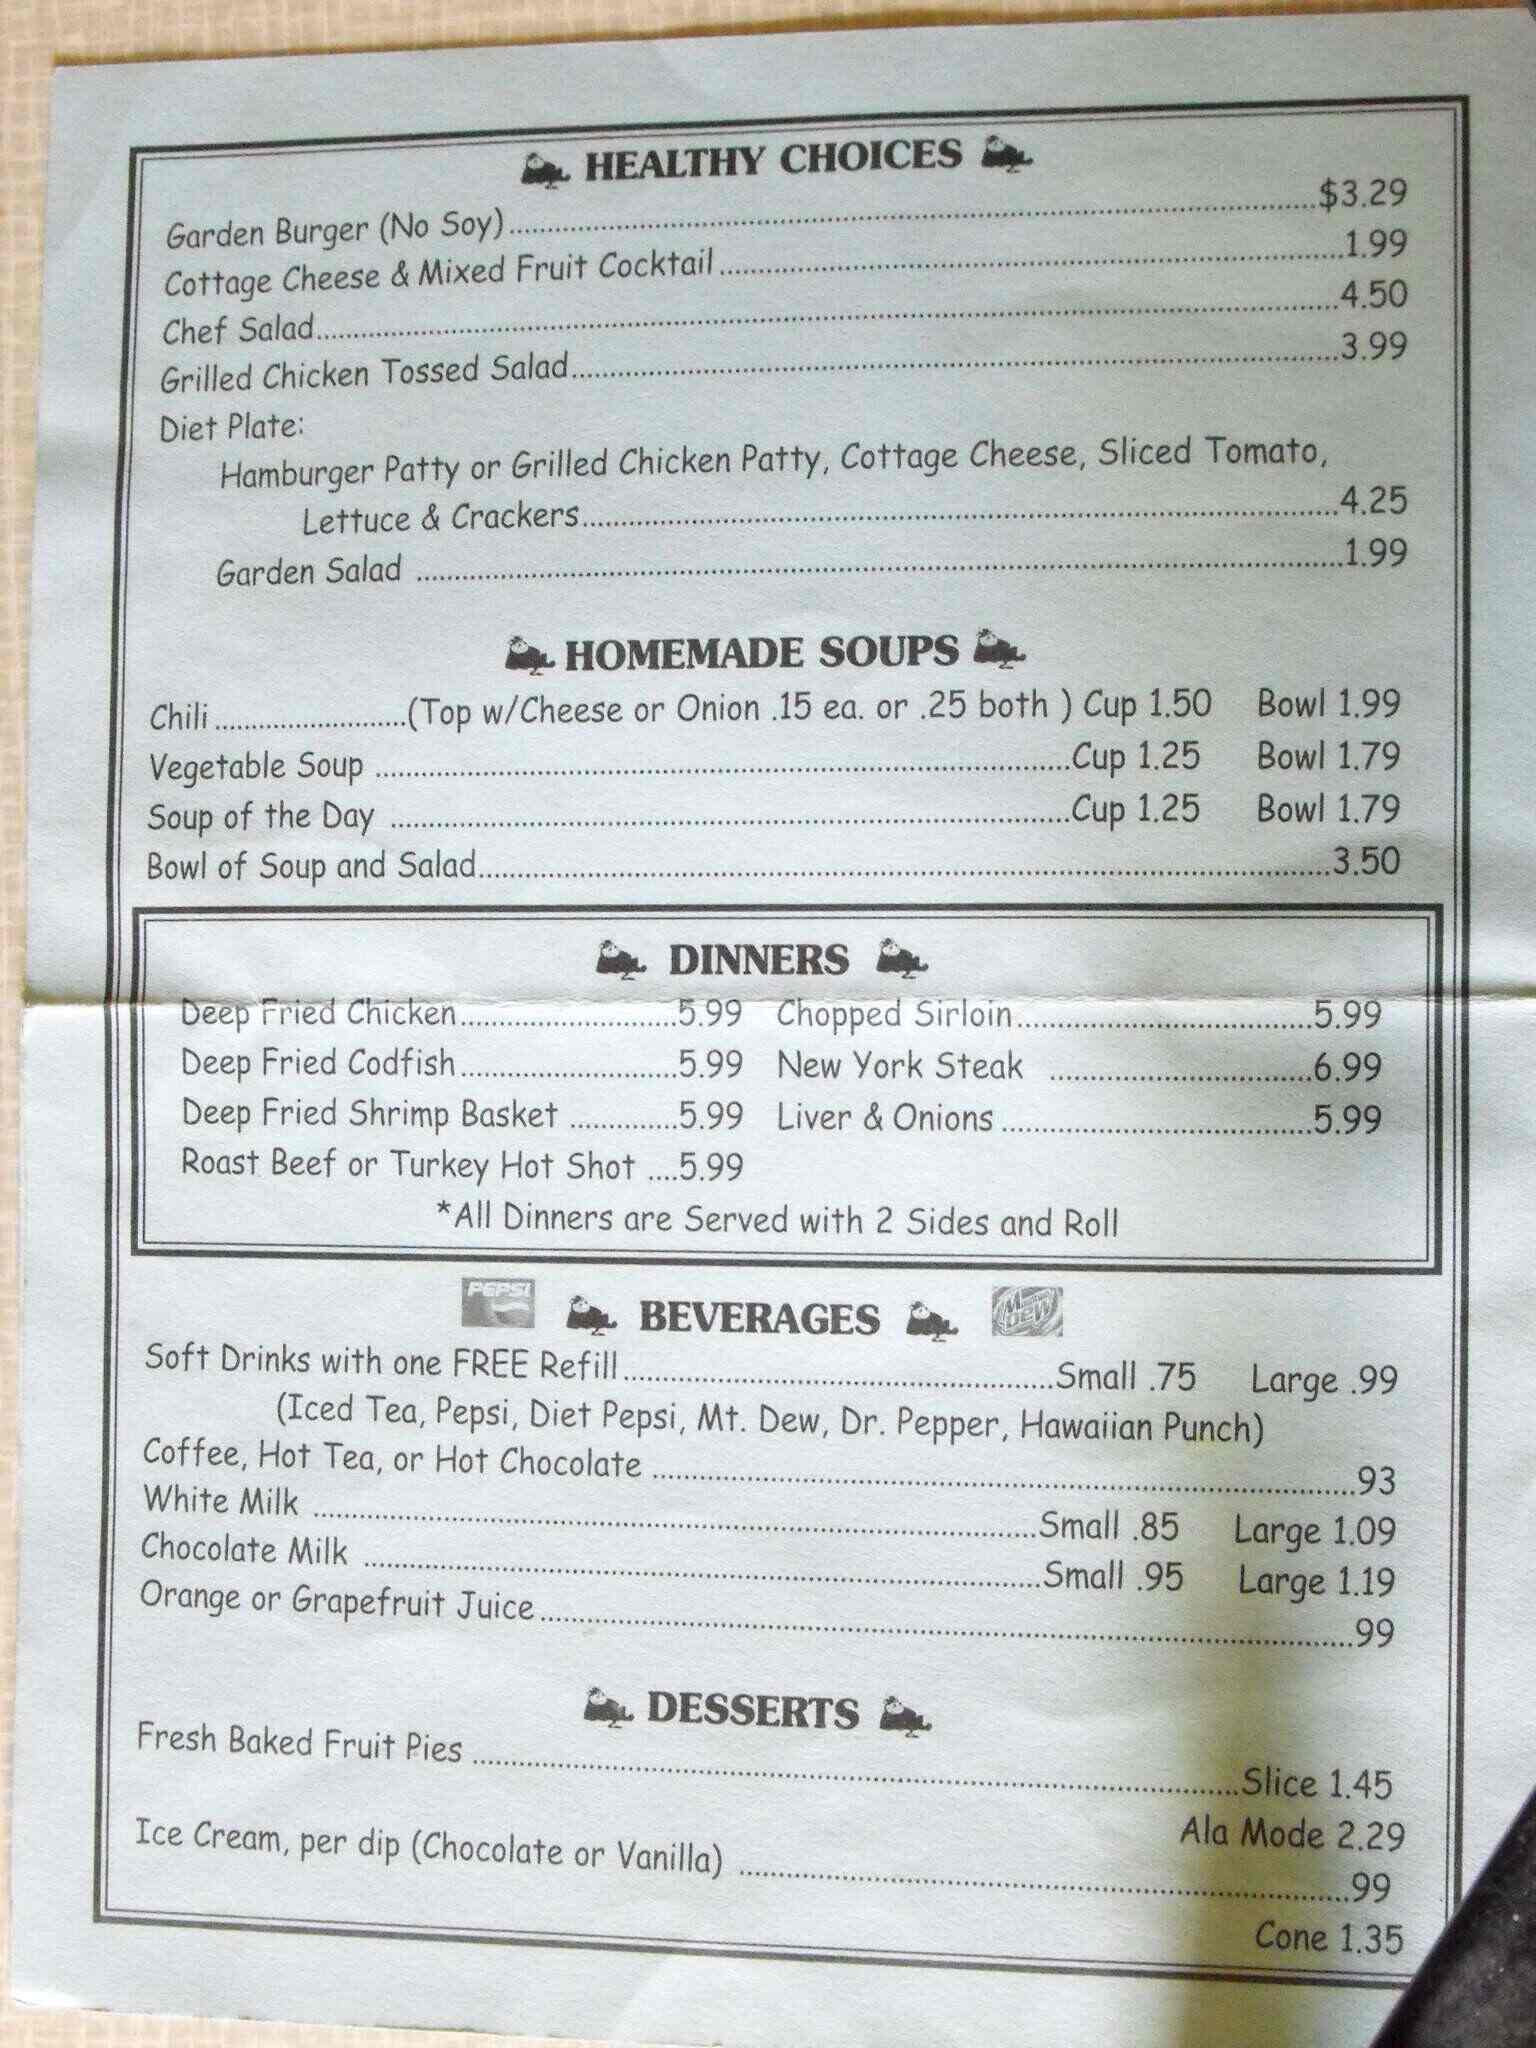 HEALTHY CHOICES
Garden Burger (No Soy)..........$3.29
Cottage Cheese & Mixed Fruit Cocktail..........1.99
Chef Salad..........4.50
Grilled Chicken Tossed Salad..........3.99
Diet Plate:
Hamburger Patty or Grilled Chicken Patty, Cottage Cheese, Sliced Tomato,
Lettuce & Crackers..........4.25
Garden Salad ..........1.99
HOMEMADE SOUPS
Chili..........(Top w/Cheese or Onion .15 ea. or .25 both ) Cup 1.50 Bowl 1.99
Vegetable Soup ..........Cup 1.25 Bowl 1.79
Soup of the Day ..........Cup 1.25 Bowl 1.79
Bowl of Soup and Salad..........3.50
DINNERS
Deep Fried Chicken..........5.99 Chopped Sirloin..........5.99
Deep Fried Codfish..........5.99 New York Steak ..........6.99
Deep Fried Shrimp Basket ..........5.99 Liver & Onions ..........5.99
Roast Beef or Turkey Hot Shot ....5.99
*All Dinners are Served with 2 Sides and Roll
PEPSI BEVERAGES M DEW
Soft Drinks with one FREE Refill..........Small .75 Large .99
(Iced Tea, Pepsi, Diet Pepsi, Mt. Dew, Dr. Pepper, Hawaiian Punch)
Coffee, Hot Tea, or Hot Chocolate ...........93
White Milk ..........Small .85 Large 1.09
Chocolate Milk ..........Small .95 Large 1.19
Orange or Grapefruit Juice...........99
DESSERTS
Fresh Baked Fruit Pies ..........Slice 1.45
Ala Mode 2.29
Ice Cream, per dip (Chocolate or Vanilla) ...........99
Cone 1.35